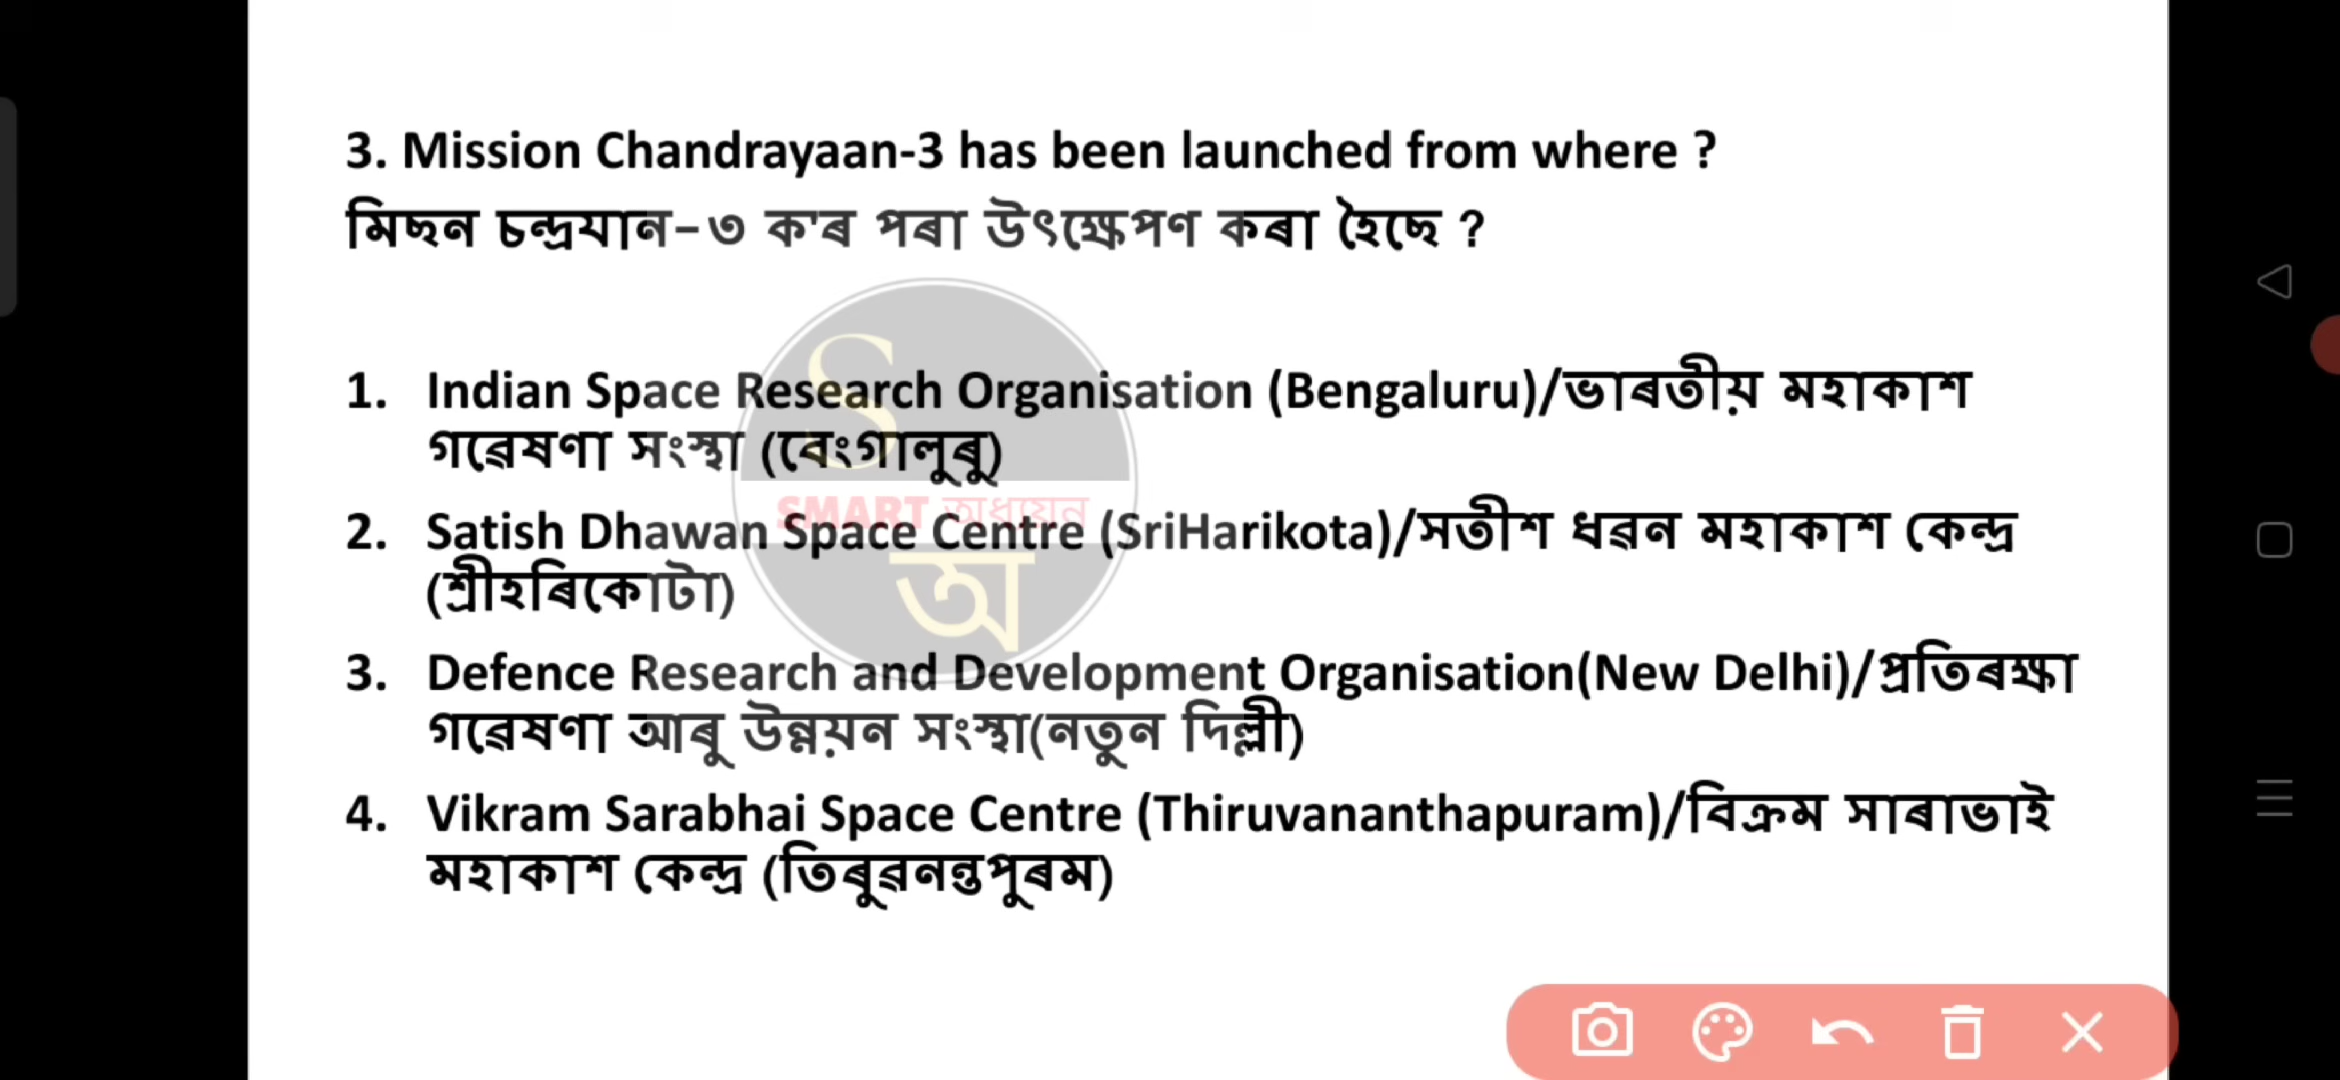 3. Mission Chandrayaan-3 has been launched from where ?
মিছন চন্দ্ৰযান-৩ ক'ৰ পৰা উৎক্ষেপণ কৰা হৈছে ?
1. Indian Space Research Organisation (Bengaluru)/ভাৰতীয় মহাকাশ
গৱেষণা সংস্থা (বেংগালুৰু)
SMART অধ্যয়ন
2. Satish Dhawan Space Centre (SriHarikota)/সতীশ ধৱন মহাকাশ কেন্দ্ৰ
(শ্ৰীহৰিকোটা)
3. Defence Research and Development Organisation(New Delhi)/প্ৰতিৰক্ষা
গৱেষণা আৰু উন্নয়ন সংস্থা(নতুন দিল্লী)
4. Vikram Sarabhai Space Centre (Thiruvananthapuram)/বিক্ৰম সাৰাভাই
মহাকাশ কেন্দ্ৰ (তিৰুৱনন্তপুৰম)
S
অ